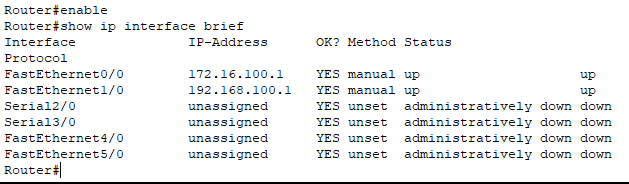 Router#enable
Router#show ip interface brief
Interface              IP-Address      OK? Method Status
Protocol
FastEthernet0/0        172.16.100.1    YES manual up                    up
FastEthernet1/0        192.168.100.1   YES manual up                    up
Serial2/0              unassigned      YES unset  administratively down down
Serial3/0              unassigned      YES unset  administratively down down
FastEthernet4/0        unassigned      YES unset  administratively down down
FastEthernet5/0        unassigned      YES unset  administratively down down
Router#